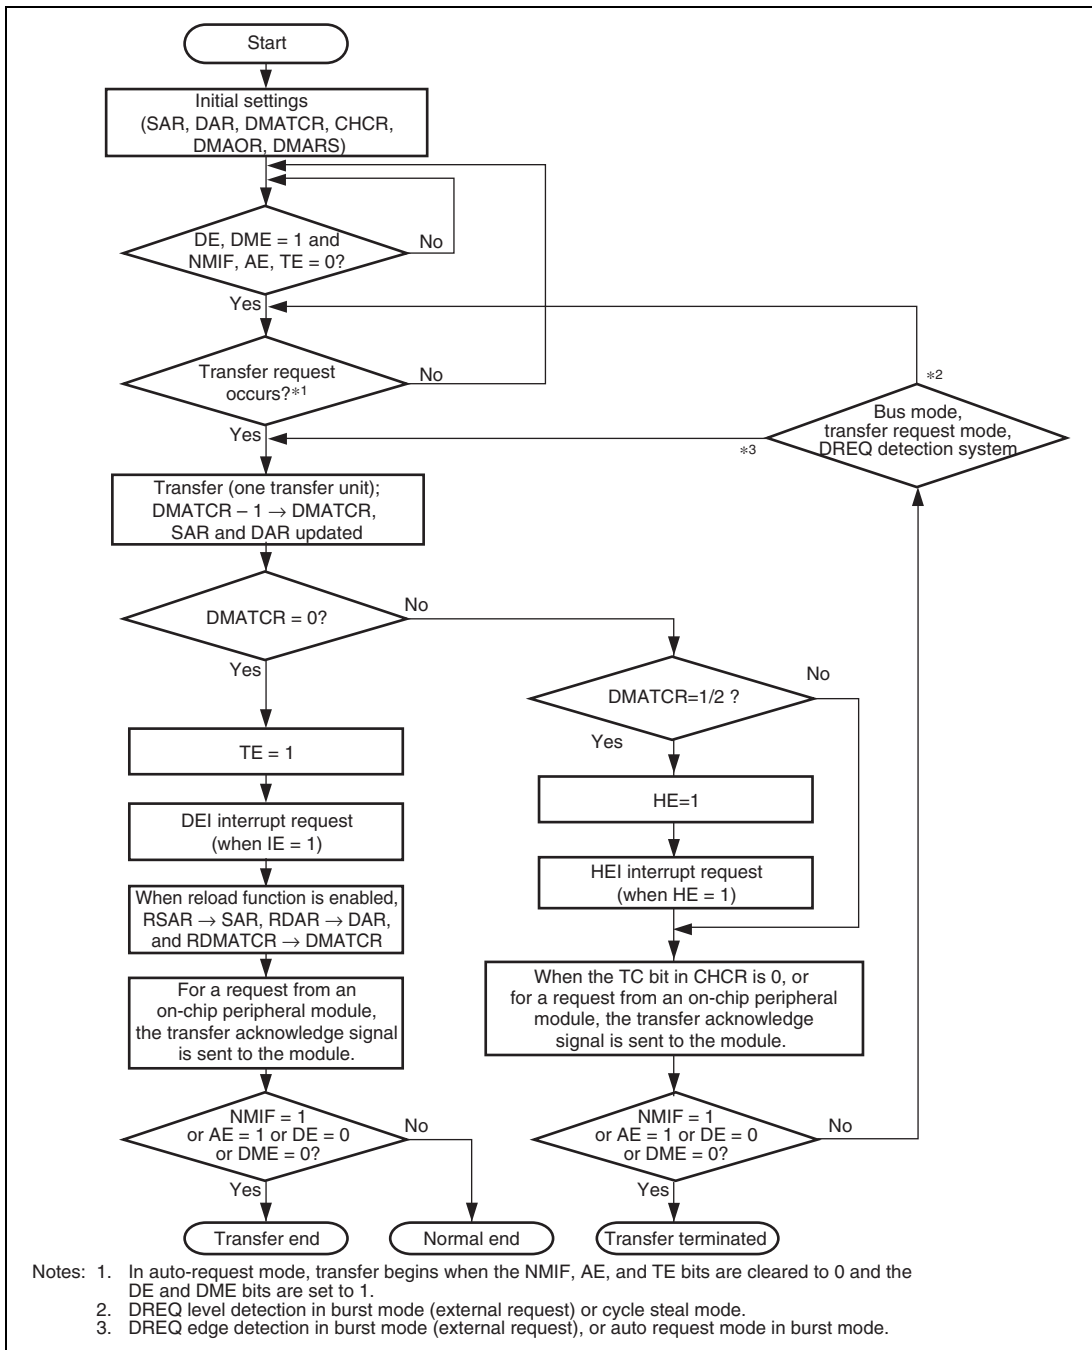 Start
Initial settings
(SAR, DAR, DMATCR, CHCR,
DMAOR, DMARS)
DE, DME = 1 and
NMIF, AE, TE = 0?
No
Yes
Transfer request
occurs?*1
No
Yes
*2
Bus mode,
transfer request mode,
DREQ detection system
*3
Transfer (one transfer unit);
DMATCR – 1 → DMATCR,
SAR and DAR updated
DMATCR = 0?
No
Yes
DMATCR=1/2 ?
No
Yes
TE = 1
HE=1
DEI interrupt request
(when IE = 1)
HEI interrupt request
(when HE = 1)
When reload function is enabled,
RSAR → SAR, RDAR → DAR,
and RDMATCR → DMATCR
When the TC bit in CHCR is 0, or
for a request from an on-chip peripheral
module, the transfer acknowledge
signal is sent to the module.
For a request from an
on-chip peripheral module,
the transfer acknowledge signal
is sent to the module.
NMIF = 1
or AE = 1 or DE = 0
or DME = 0?
No
Yes
NMIF = 1
or AE = 1 or DE = 0
or DME = 0?
No
Yes
Transfer end
Normal end
Transfer terminated
Notes: 1. In auto-request mode, transfer begins when the NMIF, AE, and TE bits are cleared to 0 and the
DE and DME bits are set to 1.
2. DREQ level detection in burst mode (external request) or cycle steal mode.
3. DREQ edge detection in burst mode (external request), or auto request mode in burst mode.